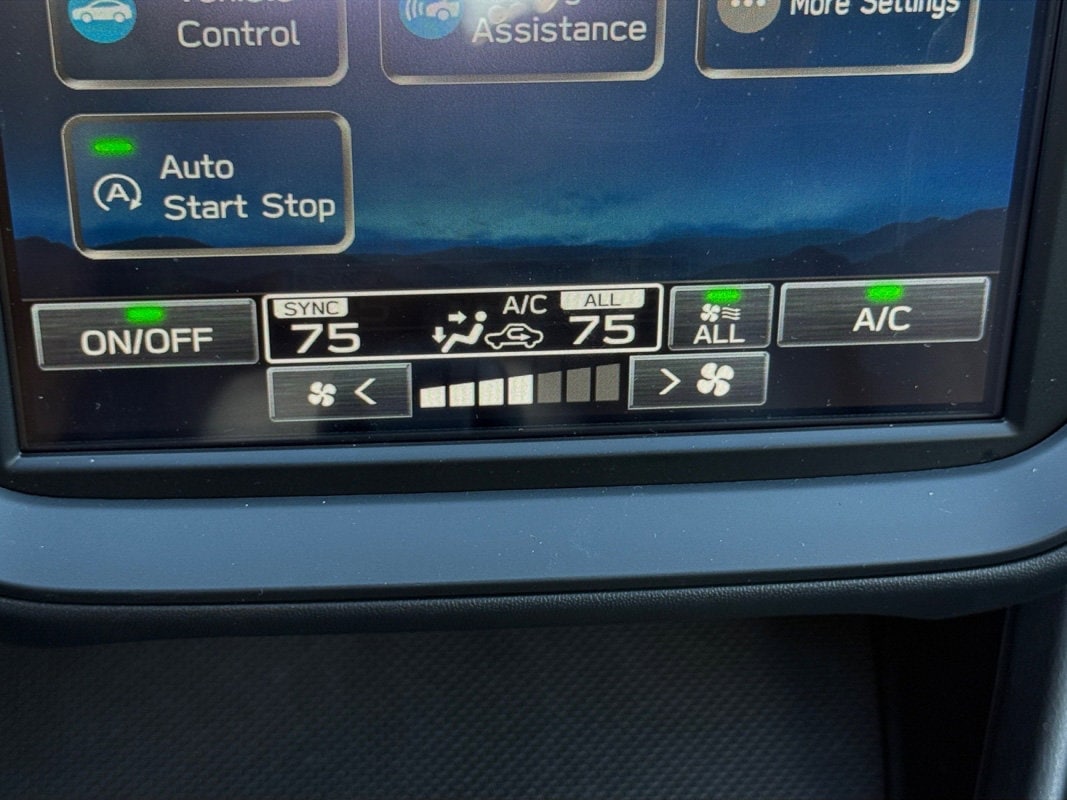 Control
Assistance
More Settings
A
Auto
Start Stop
ON/OFF
SYNC
75
A/C
ALL
75
ALL
A/C
<
>